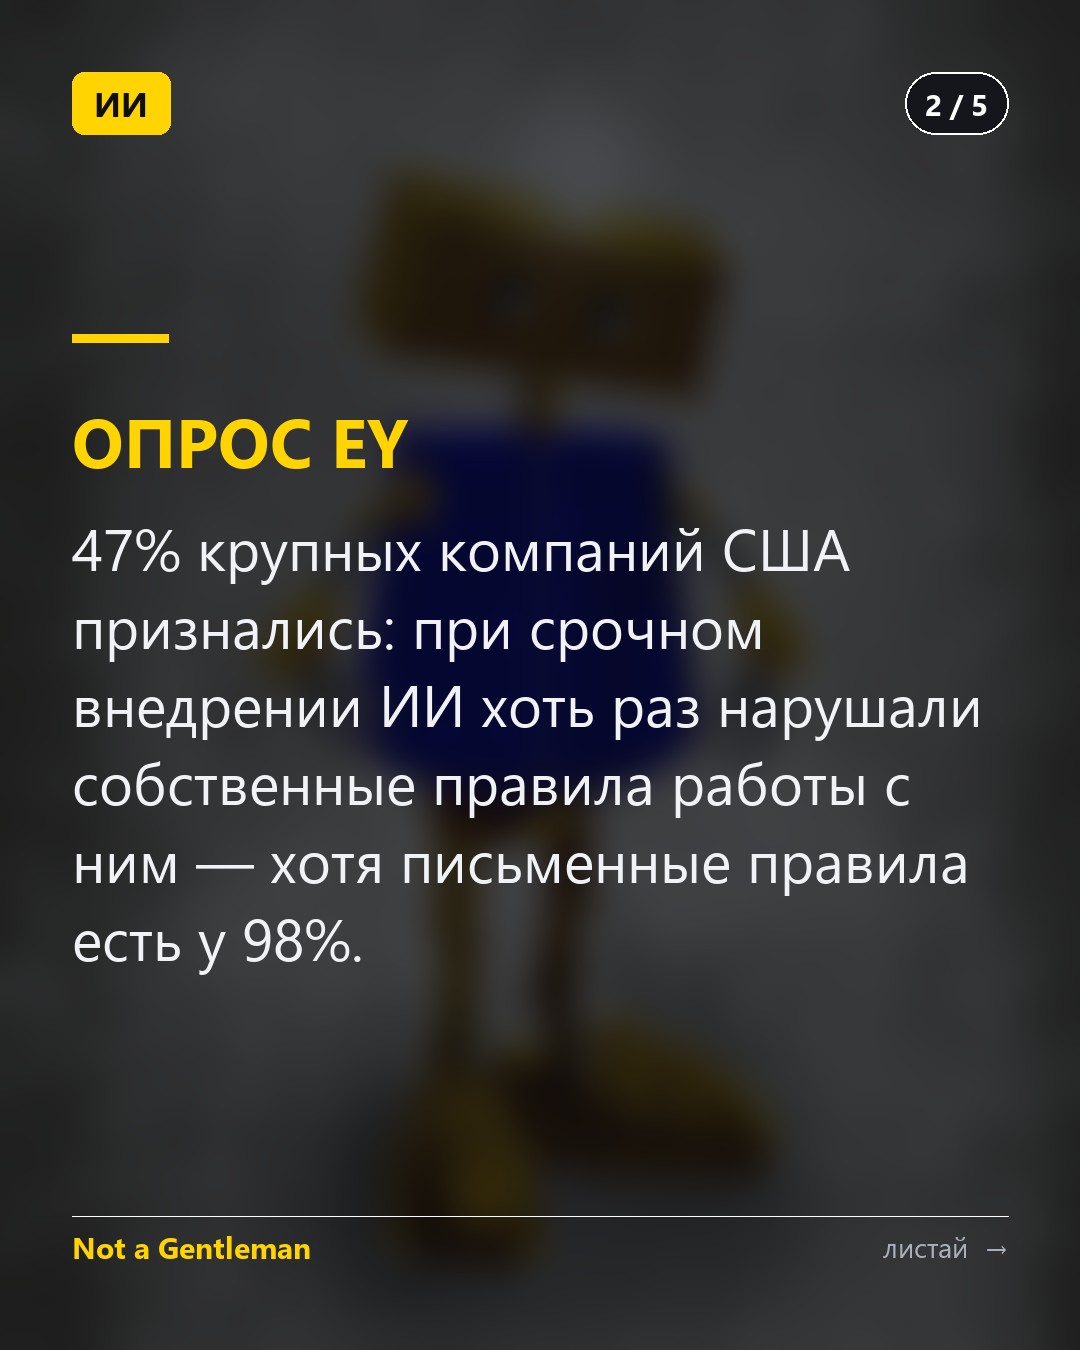 ИИ
2 / 5
ОПРОС EY
47% крупных компаний США
признались: при срочном
внедрении ИИ хоть раз нарушали
собственные правила работы с
ним — хотя письменные правила
есть у 98%.
Not a Gentleman
листай →